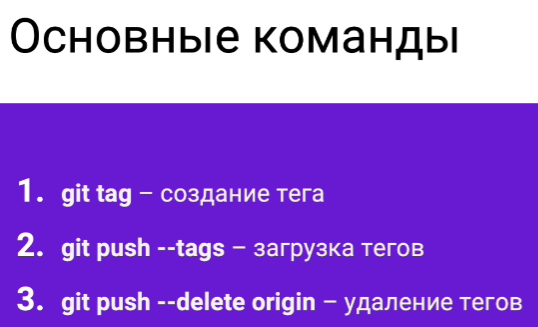 Основные команды
1. git tag – создание тега
2. git push --tags – загрузка тегов
3. git push --delete origin – удаление тегов